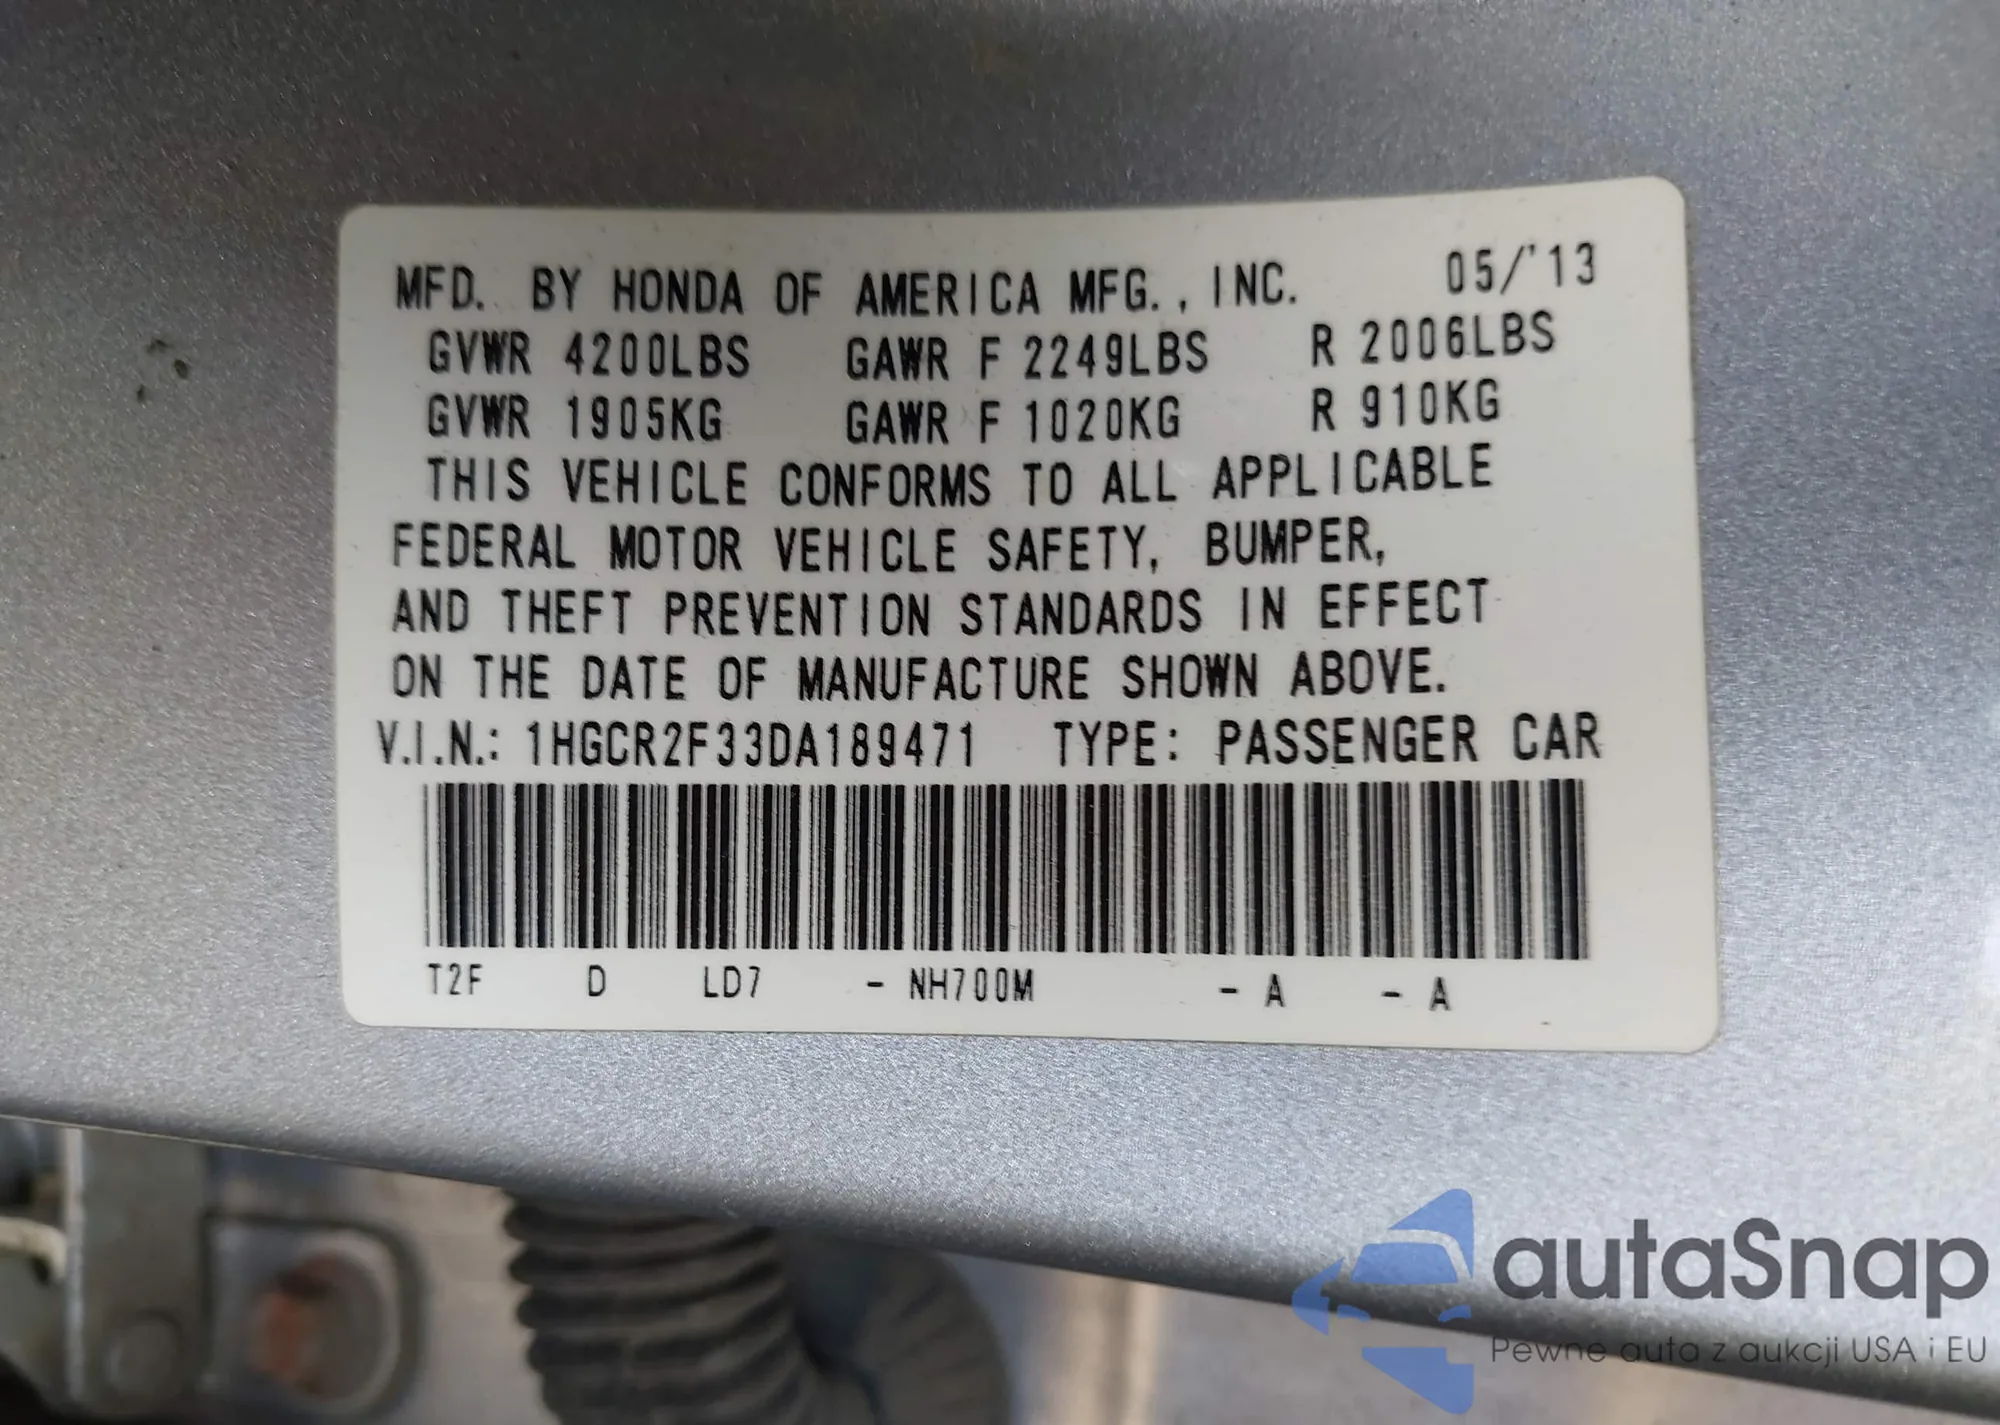 MFD. BY HONDA OF AMERICA MFG., INC. 05/'13
GVWR 4200LBS GAWR F 2249LBS R 2006LBS
GVWR 1905KG GAWR F 1020KG R 910KG
THIS VEHICLE CONFORMS TO ALL APPLICABLE
FEDERAL MOTOR VEHICLE SAFETY, BUMPER,
AND THEFT PREVENTION STANDARDS IN EFFECT
ON THE DATE OF MANUFACTURE SHOWN ABOVE.
V.I.N.: 1HGCR2F33DA189471 TYPE: PASSENGER CAR
T2F D LD7 - NH700M - A - A
autaSnap
Pewne auta z aukcji USA i EU